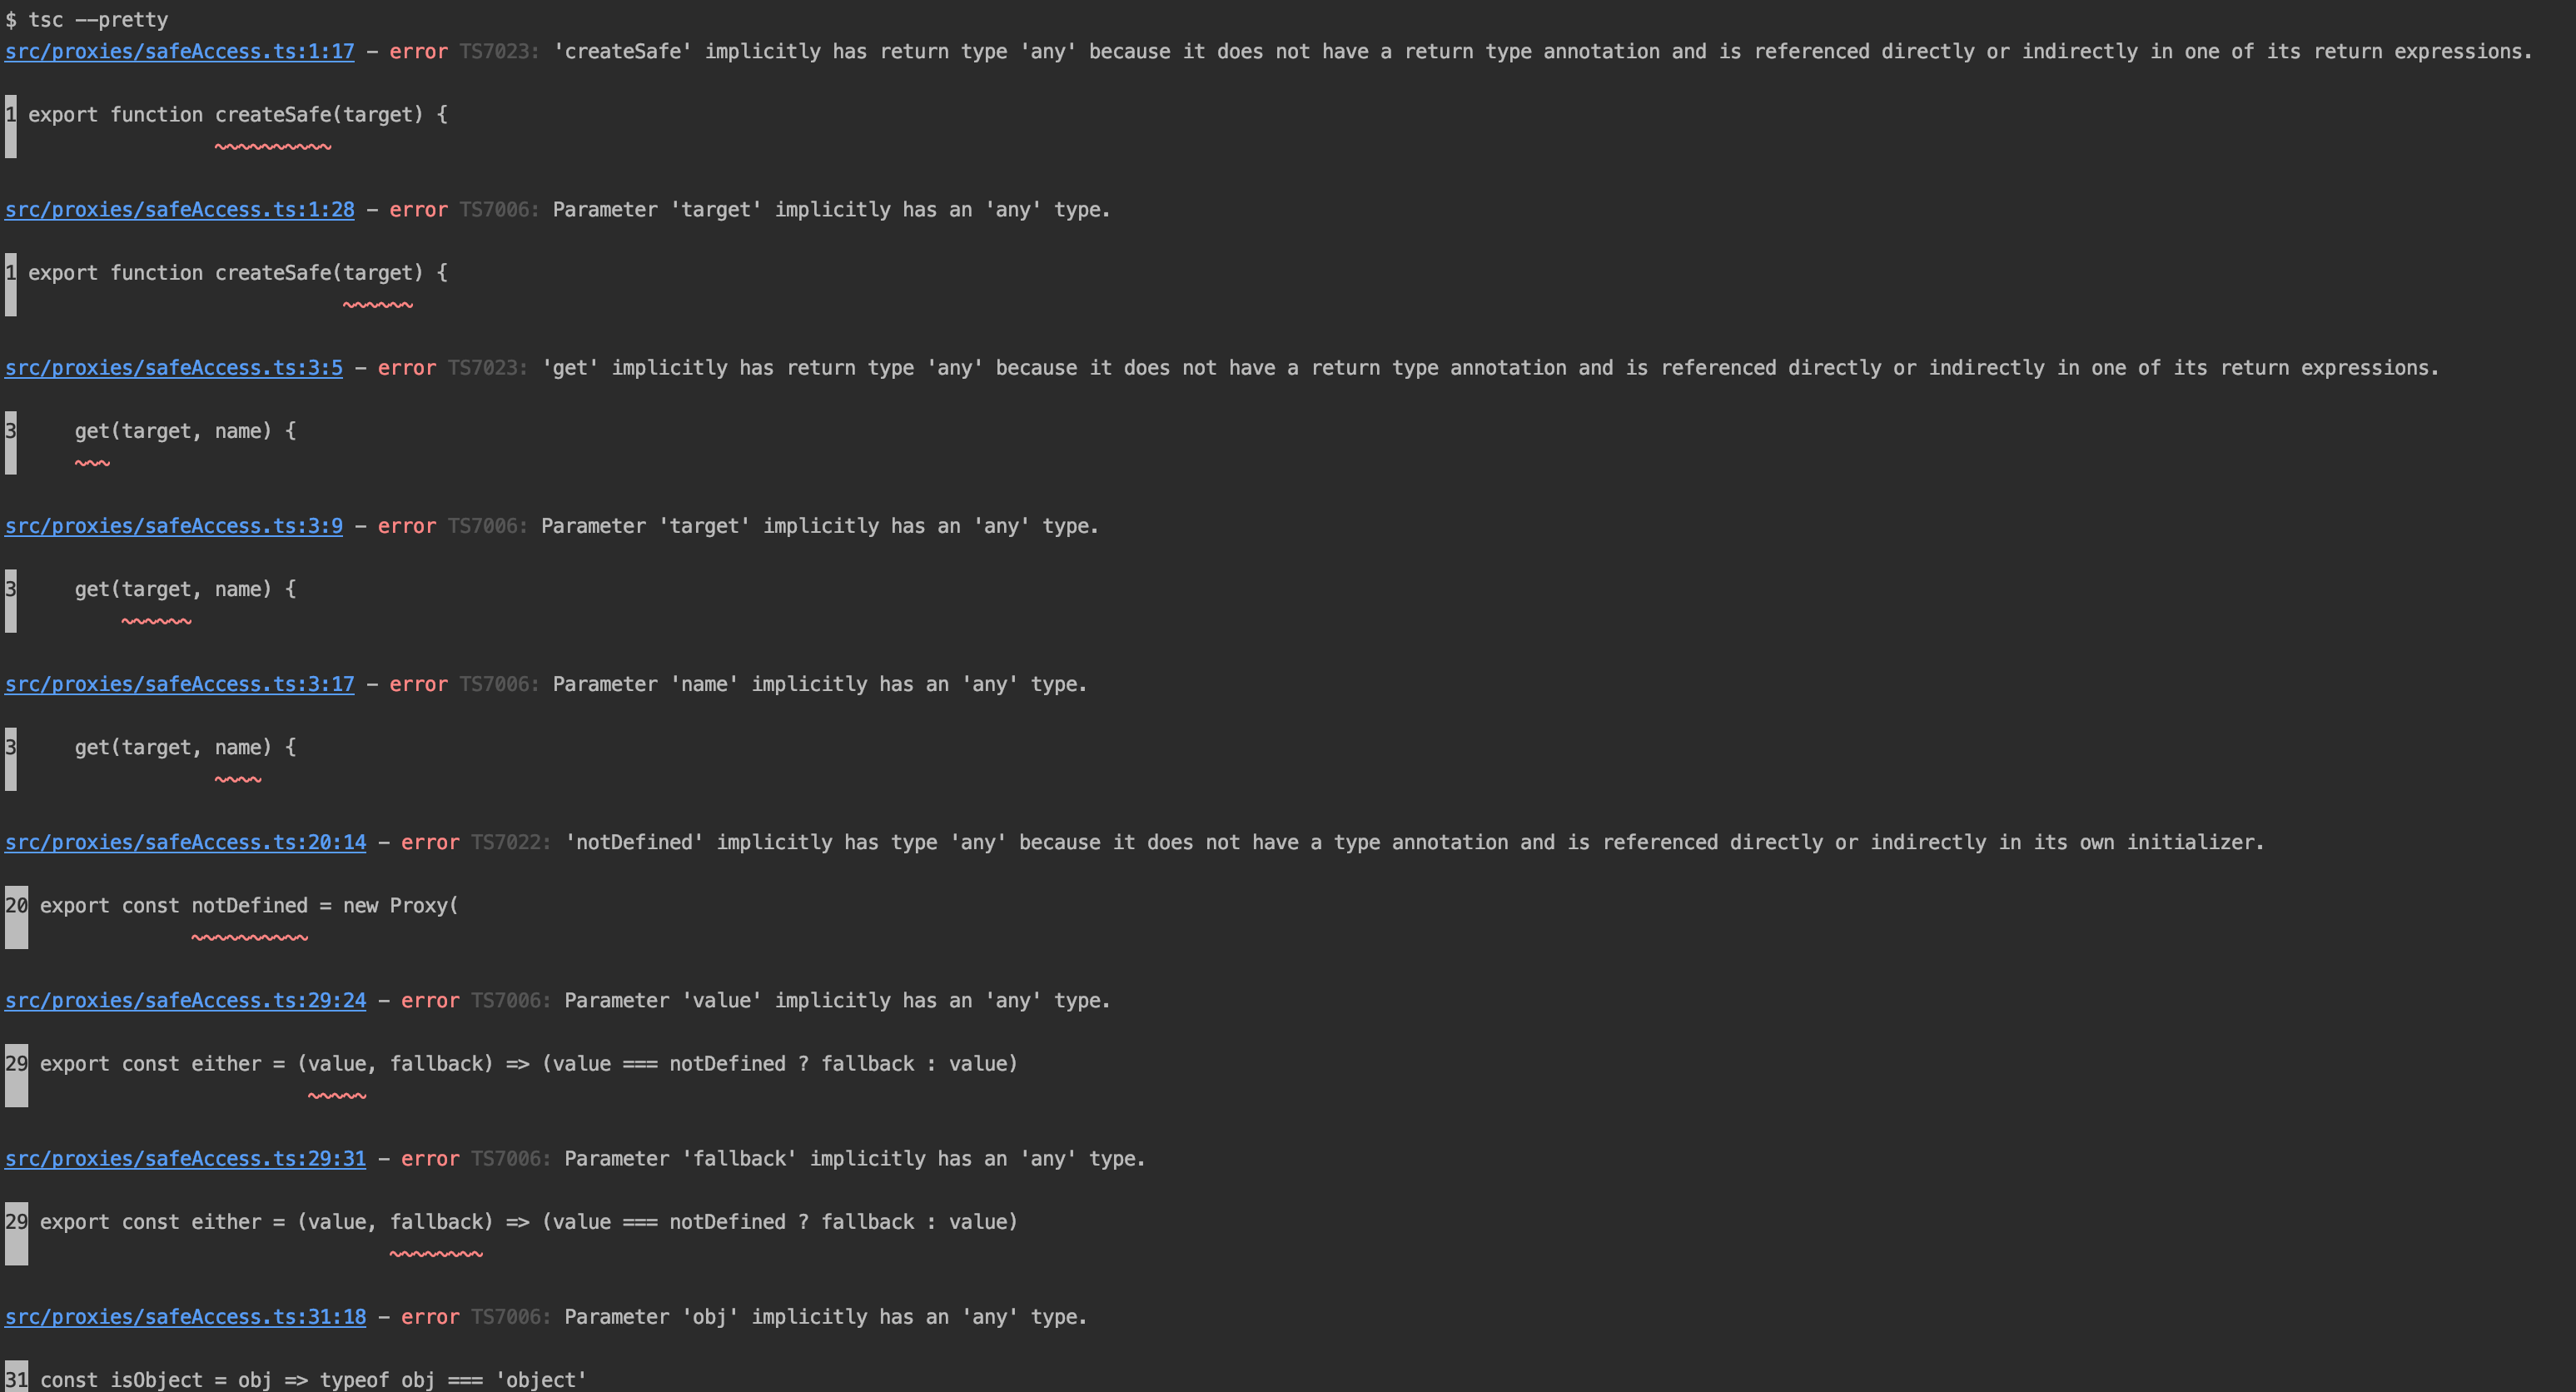 $ tsc --pretty
src/proxies/safeAccess.ts:1:17 - error TS7023: 'createSafe' implicitly has return type 'any' because it does not have a return type annotation and is referenced directly or indirectly in one of its return expressions.
1 export function createSafe(target) {
~~~~~~~~~~
src/proxies/safeAccess.ts:1:28 - error TS7006: Parameter 'target' implicitly has an 'any' type.
1 export function createSafe(target) {
~~~~~~
src/proxies/safeAccess.ts:3:5 - error TS7023: 'get' implicitly has return type 'any' because it does not have a return type annotation and is referenced directly or indirectly in one of its return expressions.
3     get(target, name) {
~~~
src/proxies/safeAccess.ts:3:9 - error TS7006: Parameter 'target' implicitly has an 'any' type.
3     get(target, name) {
~~~~~~
src/proxies/safeAccess.ts:3:17 - error TS7006: Parameter 'name' implicitly has an 'any' type.
3     get(target, name) {
~~~~
src/proxies/safeAccess.ts:20:14 - error TS7022: 'notDefined' implicitly has type 'any' because it does not have a type annotation and is referenced directly or indirectly in its own initializer.
20 export const notDefined = new Proxy(
~~~~~~~~~~
src/proxies/safeAccess.ts:29:24 - error TS7006: Parameter 'value' implicitly has an 'any' type.
29 export const either = (value, fallback) => (value === notDefined ? fallback : value)
~~~~~
src/proxies/safeAccess.ts:29:31 - error TS7006: Parameter 'fallback' implicitly has an 'any' type.
29 export const either = (value, fallback) => (value === notDefined ? fallback : value)
~~~~~~~~
src/proxies/safeAccess.ts:31:18 - error TS7006: Parameter 'obj' implicitly has an 'any' type.
31 const isObject = obj => typeof obj === 'object'